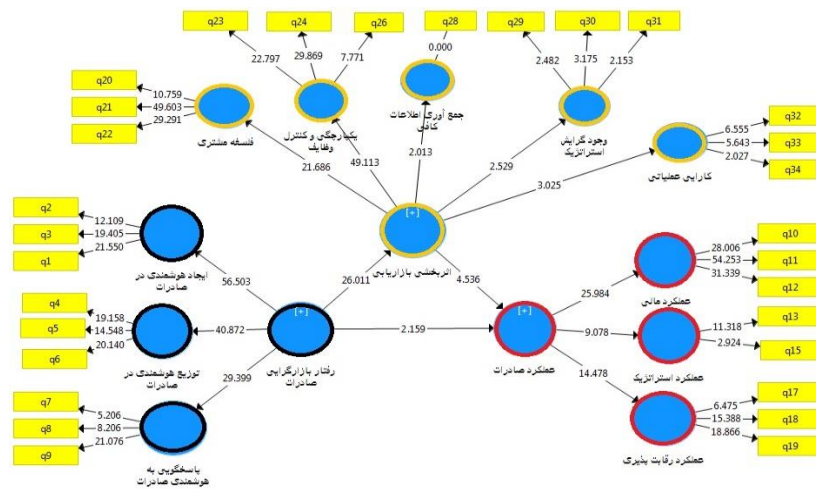 q23
q24
q26
q28
q29
q30
q31
22.797
29.869
7.771
0.000
2.482
3.175
2.153
q20
q21
q22
10.759
49.603
29.291
فلسفه مشتری
یکپارچگی و کنترل
وظایف
جمع آوری اطلاعات
کافی
وجود گرایش
استراتژیک
q32
q33
q34
6.555
5.643
2.027
کارایی عملیاتی
21.686
49.113
2.013
2.529
3.025
[+]
اثربخشی بازاریابی
q2
q3
q1
12.109
19.405
21.550
ایجاد هوشمندی در
صادرات
56.503
26.011
4.536
q10
q11
q12
28.006
54.253
31.339
عملکرد مالی
25.984
q4
q5
q6
19.158
14.548
20.140
توزیع هوشمندی در
صادرات
40.872
[+]
رفتار بازارگرایی
صادرات
2.159
[+]
عملکرد صادرات
9.078
q13
q15
11.318
2.924
عملکرد استراتژیک
29.399
14.478
q7
q8
q9
5.206
8.206
21.076
پاسخگویی به
هوشمندی صادرات
q17
q18
q19
6.475
15.388
18.866
عملکرد رقابت پذیری